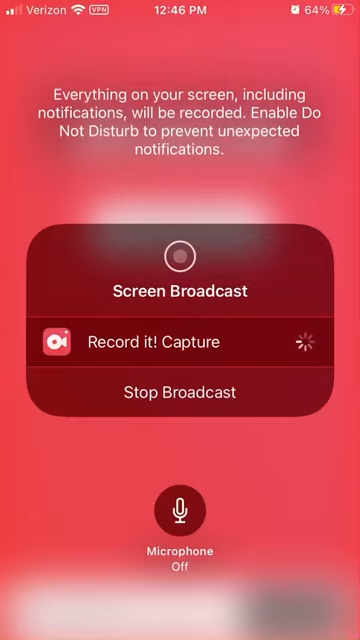 Verizon VPN 12:46 PM 64%
Everything on your screen, including
notifications, will be recorded. Enable Do
Not Disturb to prevent unexpected
notifications.
Screen Broadcast
Record it! Capture
Stop Broadcast
Microphone
Off